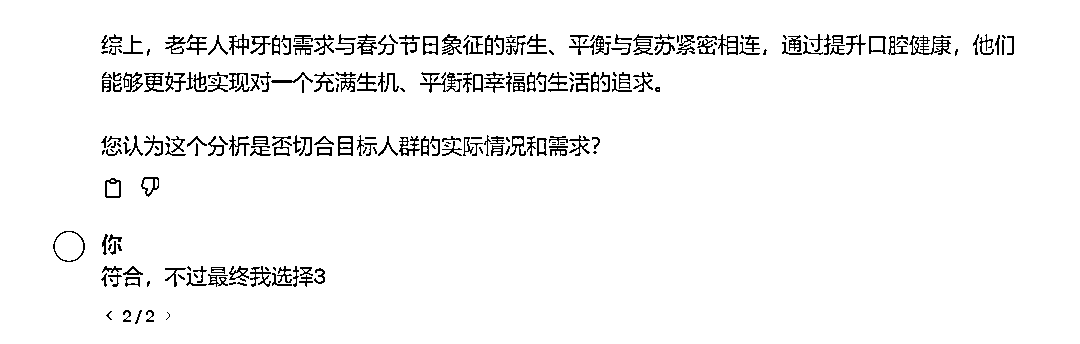 综上，老年人种牙的需求与春分节日象征的新生、平衡与复苏紧密相连，通过提升口腔健康，他们
能够更好地实现对一个充满生机、平衡和幸福的生活的追求。
您认为这个分析是否切合目标人群的实际情况和需求？
你
符合，不过最终我选择3
< 2/2 >